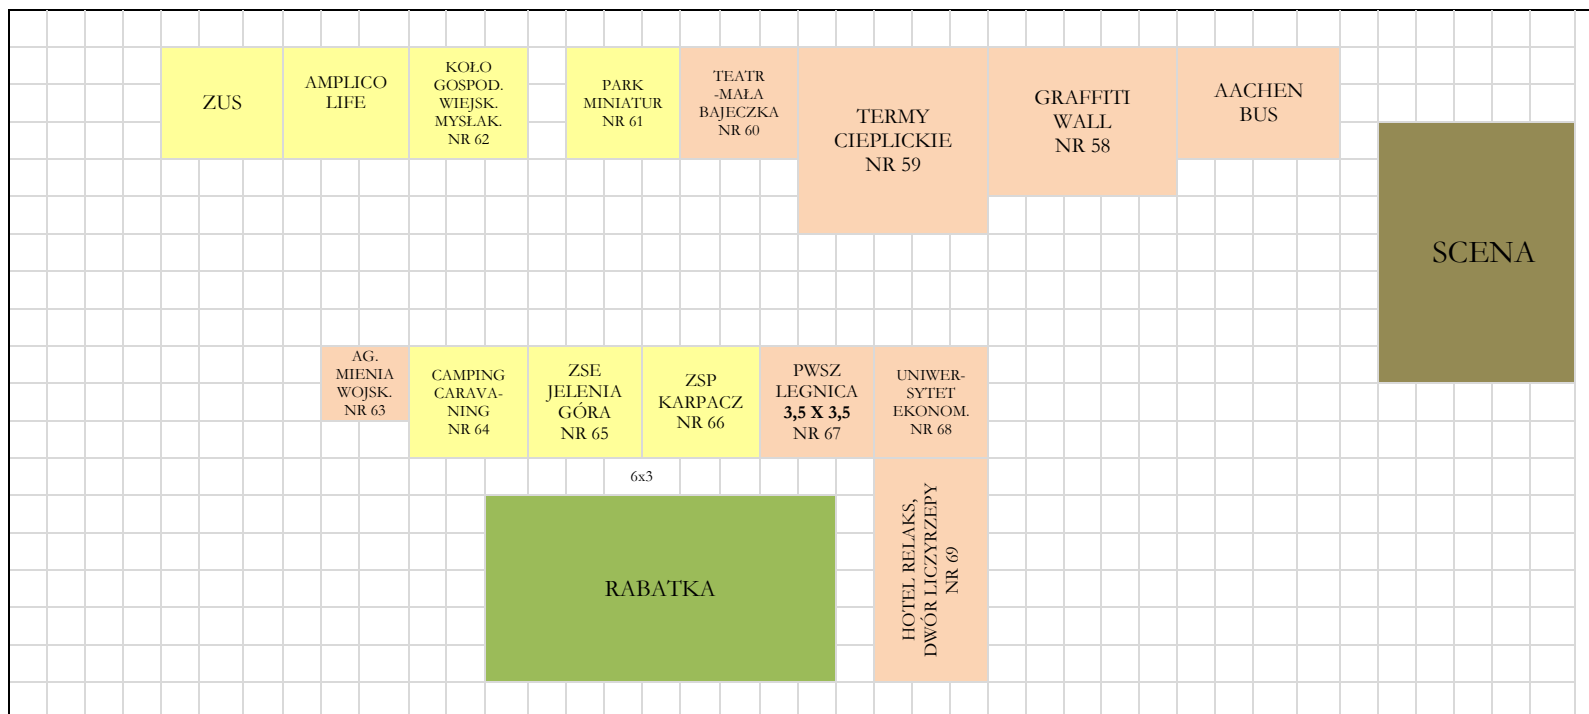 ZUS
AMPLICO
LIFE
KOŁO
GOSPOD.
WIEJSK.
MYSŁAK.
NR 62
PARK
MINIATUR
NR 61
TEATR
-MAŁA
BAJECZKA
NR 60
TERMY
CIEPLICKIE
NR 59
GRAFFITI
WALL
NR 58
AACHEN
BUS
SCENA
AG.
MIENIA
WOJSK.
NR 63
CAMPING
CARAVA-
NING
NR 64
ZSE
JELENIA
GÓRA
NR 65
ZSP
KARPACZ
NR 66
PWSZ
LEGNICA
3,5 X 3,5
NR 67
UNIWER-
SYTET
EKONOM.
NR 68
6x3
RABATKA
HOTEL RELAKS,
DWÓR LICZYRZEPY
NR 69